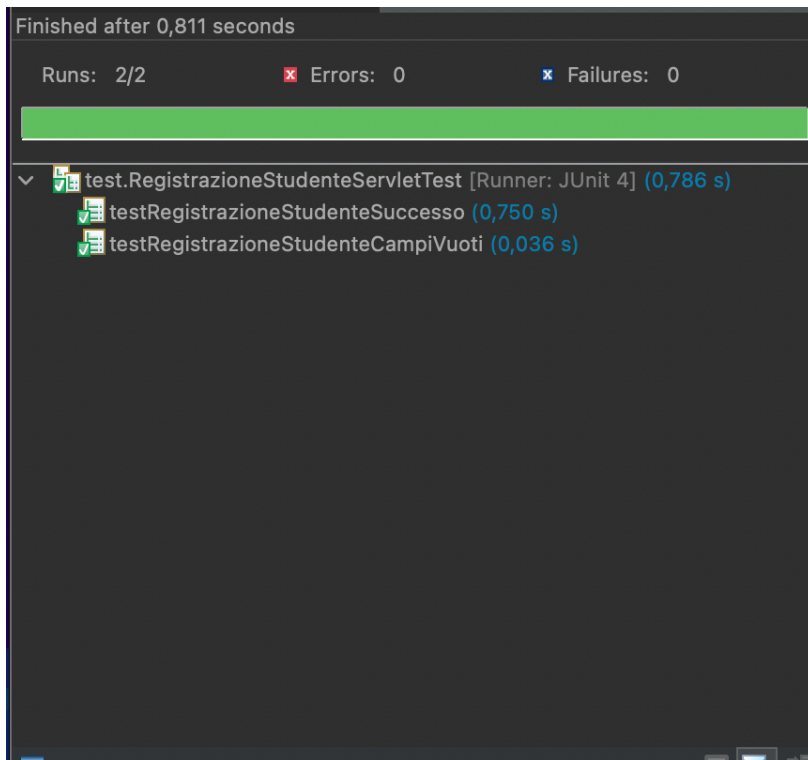 Finished after 0,811 seconds
Runs: 2/2 Errors: 0 Failures: 0
test.RegistrazioneStudenteServletTest [Runner: JUnit 4] (0,786 s)
testRegistrazioneStudenteSuccesso (0,750 s)
testRegistrazioneStudenteCampiVuoti (0,036 s)